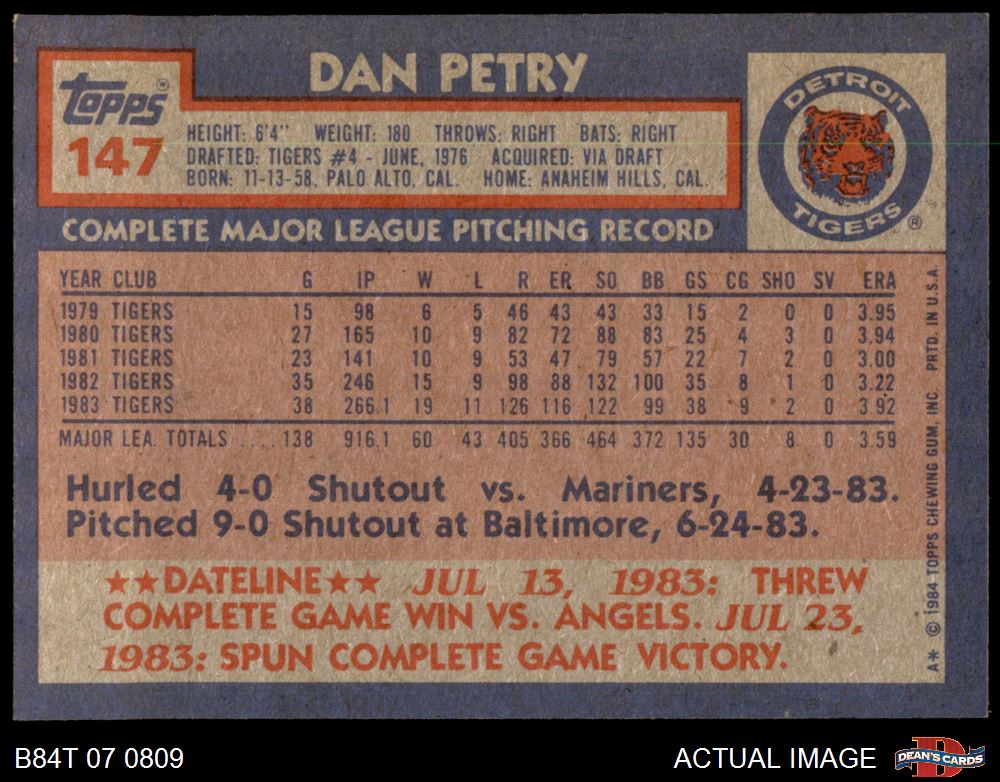 DAN PETRY
topps®
147
HEIGHT: 6'4" WEIGHT: 180 THROWS: RIGHT BATS: RIGHT
DRAFTED: TIGERS #4 - JUNE, 1976 ACQUIRED: VIA DRAFT
BORN: 11-13-58, PALO ALTO, CAL. HOME: ANAHEIM HILLS, CAL.
DETROIT
TIGERS ®
COMPLETE MAJOR LEAGUE PITCHING RECORD
YEAR CLUB G IP W L R ER SO BB GS CG SHO SV ERA
1979 TIGERS 15 98 6 5 46 43 43 33 15 2 0 0 3.95
1980 TIGERS 27 165 10 9 82 72 88 83 25 4 3 0 3.94
1981 TIGERS 23 141 10 9 53 47 79 57 22 7 2 0 3.00
1982 TIGERS 35 246 15 9 98 88 132 100 35 8 1 0 3.22
1983 TIGERS 38 266.1 19 11 126 116 122 99 38 9 2 0 3.92
MAJOR LEA. TOTALS .... 138 916.1 60 43 405 366 464 372 135 30 8 0 3.59
Hurled 4-0 Shutout vs. Mariners, 4-23-83.
Pitched 9-0 Shutout at Baltimore, 6-24-83.
★★DATELINE★★ JUL 13, 1983: THREW
COMPLETE GAME WIN VS. ANGELS. JUL 23,
1983: SPUN COMPLETE GAME VICTORY.
A* © 1984 TOPPS CHEWING GUM, INC. PRTD. IN U.S.A.
B84T 07 0809
ACTUAL IMAGE
D
DEAN'S CARDS